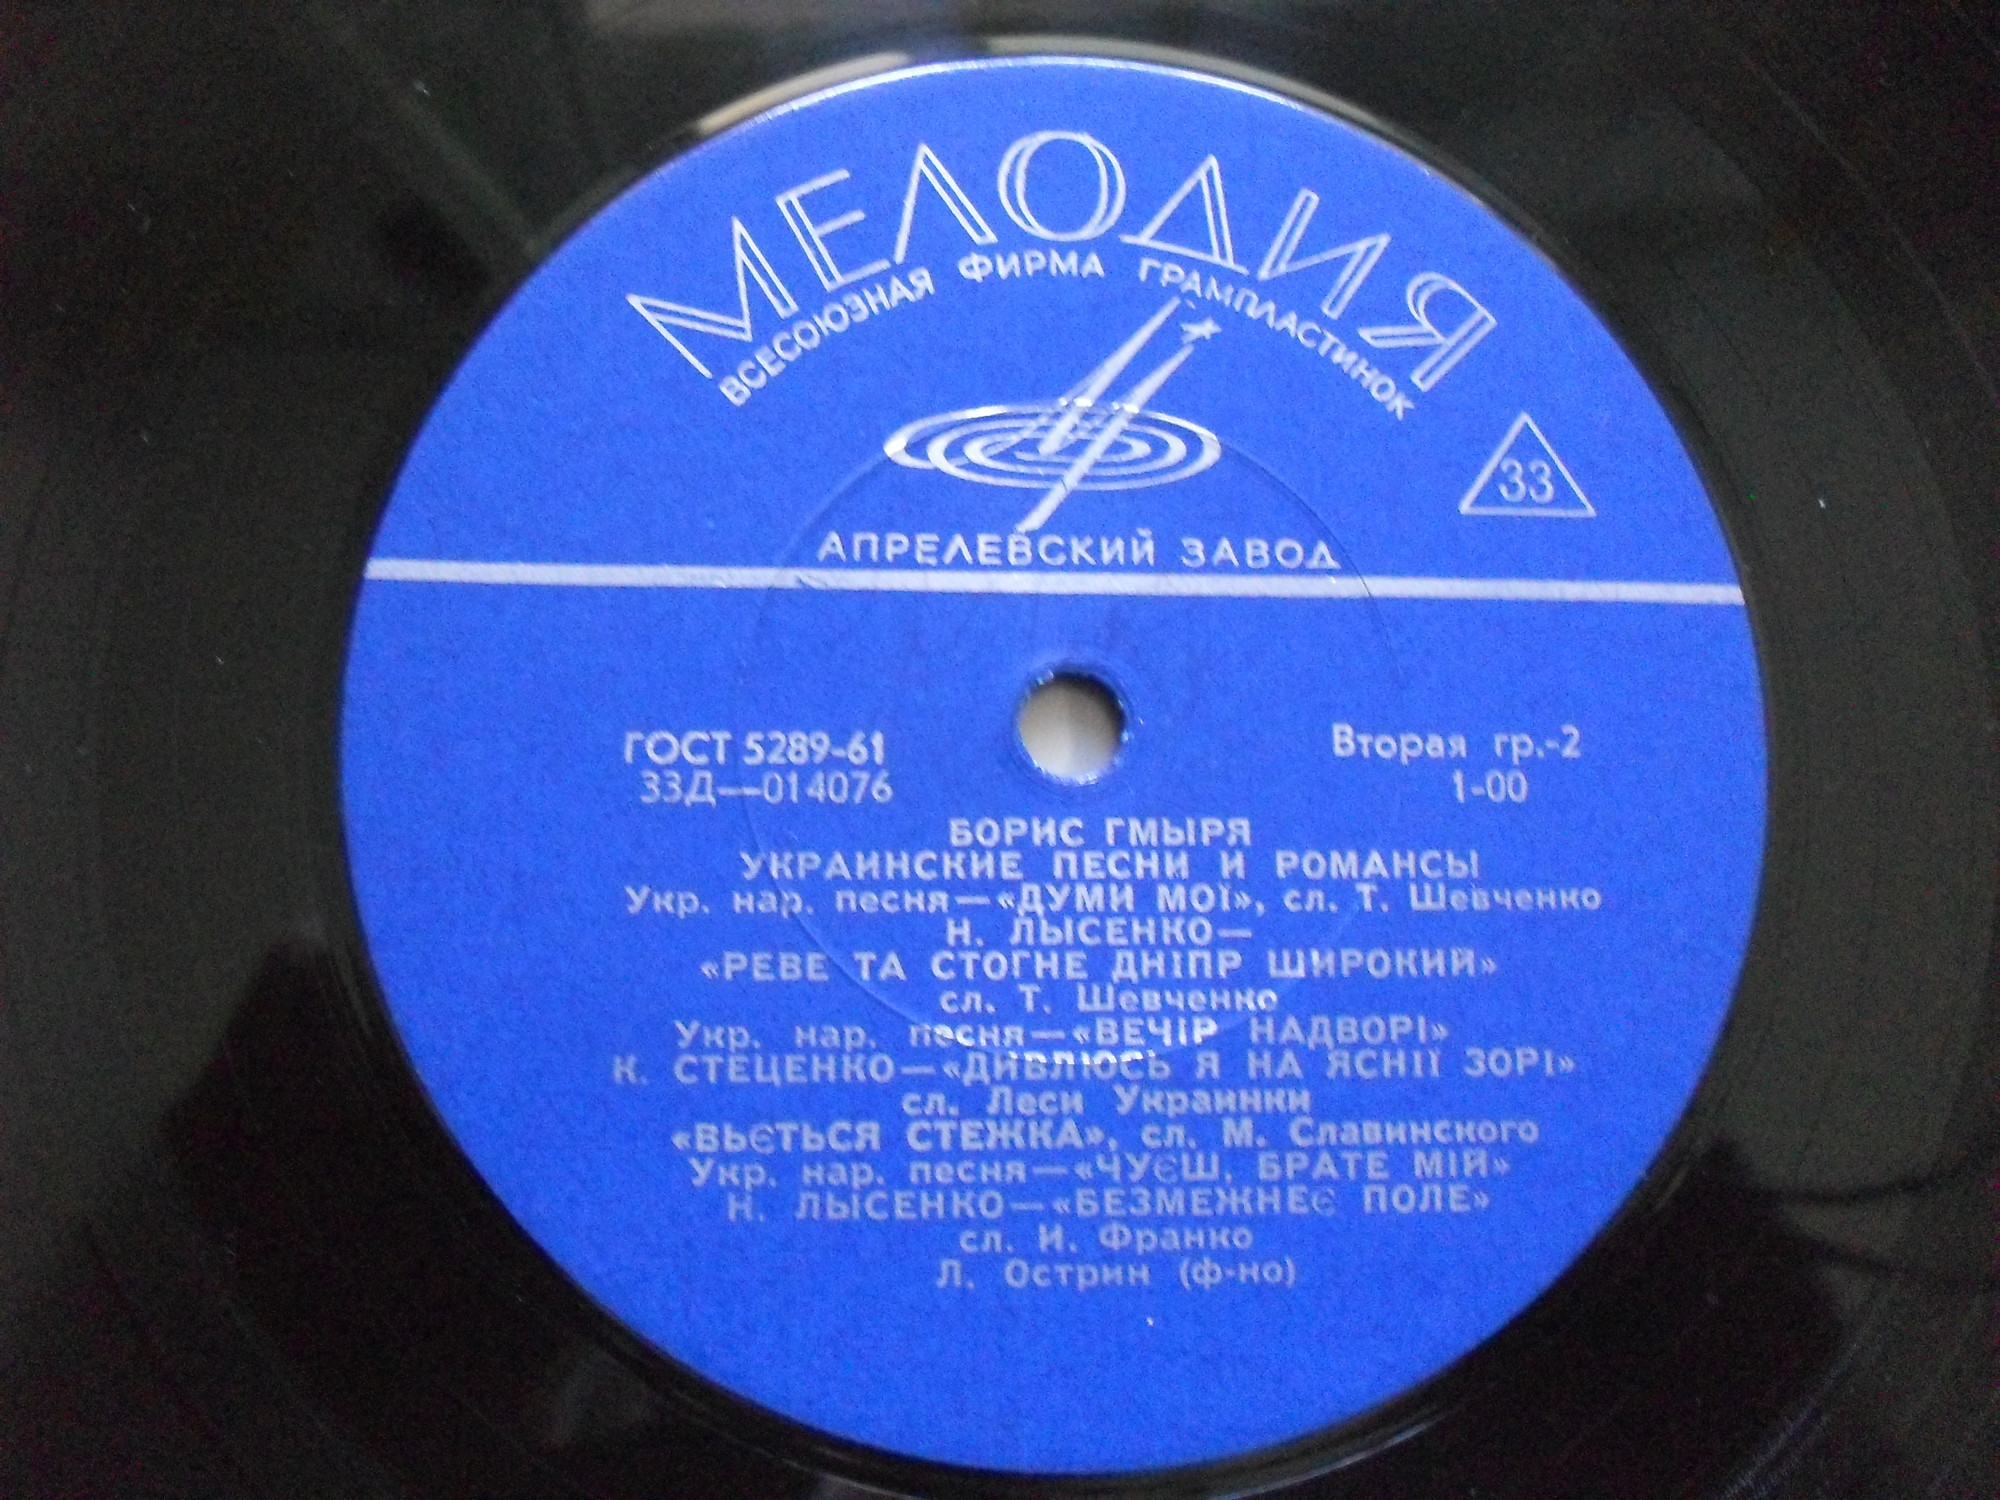 МЕЛОДИЯ
ВСЕСОЮЗНАЯ ФИРМА ГРАМПЛАСТИНОК
33
АПРЕЛЕВСКИЙ ЗАВОД
ГОСТ 5289-61
33Д—014076
Вторая гр.-2
1-00
БОРИС ГМЫРЯ
УКРАИНСКИЕ ПЕСНИ И РОМАНСЫ
Укр. нар. песня—«ДУМИ МОЇ», сл. Т. Шевченко
Н. ЛЫСЕНКО—
«РЕВЕ ТА СТОГНЕ ДНІПР ШИРОКИЙ»
сл. Т. Шевченко
Укр. нар. песня—«ВЕЧІР НАДВОРІ»
К. СТЕЦЕНКО—«ДИВЛЮСЬ Я НА ЯСНІЇ ЗОРІ»
сл. Леси Украинки
«ВЬЄТЬСЯ СТЕЖКА», сл. М. Славинского
Укр. нар. песня—«ЧУЄШ, БРАТЕ МІЙ»
Н. ЛЫСЕНКО—«БЕЗМЕЖНЕЄ ПОЛЕ»
сл. И. Франко
Л. Острин (ф-но)